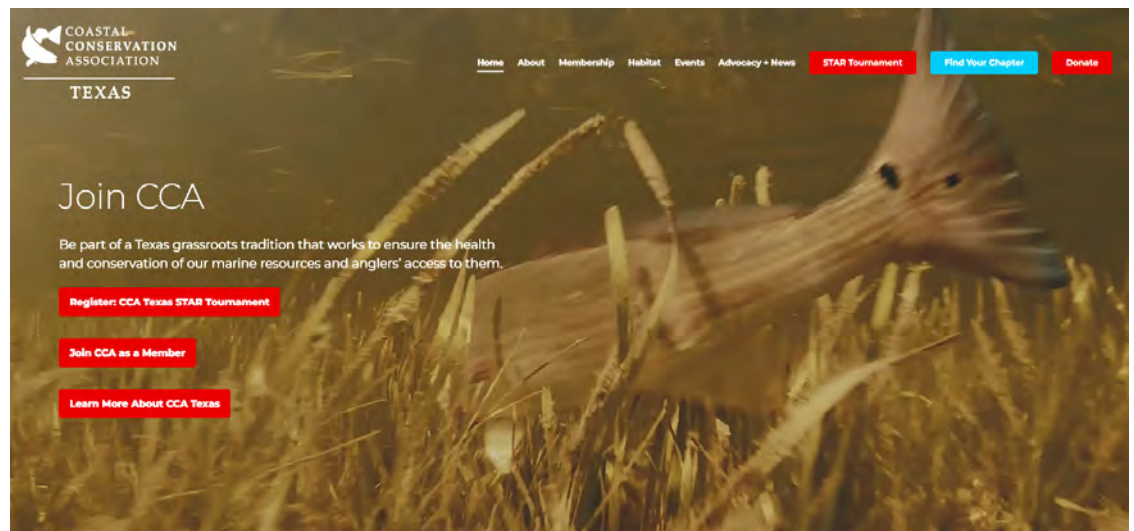 COASTAL
CONSERVATION
ASSOCIATION
TEXAS
Home About Membership Habitat Events Advocacy + News STAR Tournament Find Your Chapter Donate
Join CCA
Be part of a Texas grassroots tradition that works to ensure the health
and conservation of our marine resources and anglers' access to them.
Register: CCA Texas STAR Tournament
Join CCA as a Member
Learn More About CCA Texas